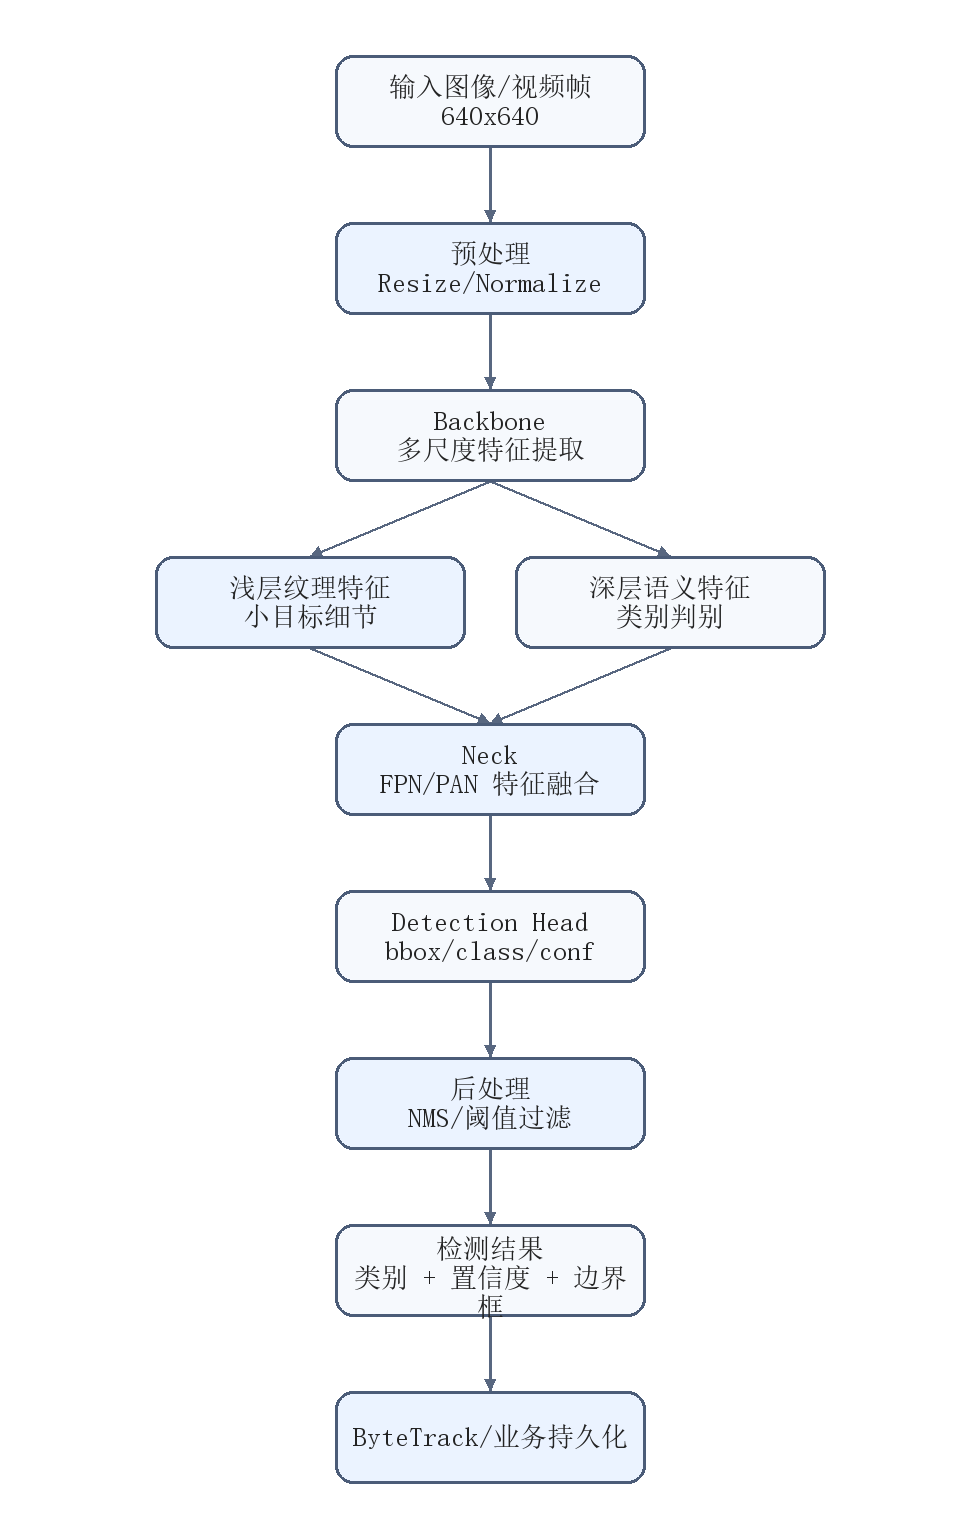 输入图像/视频帧
640x640
预处理
Resize/Normalize
Backbone
多尺度特征提取
浅层纹理特征
小目标细节
深层语义特征
类别判别
Neck
FPN/PAN 特征融合
Detection Head
bbox/class/conf
后处理
NMS/阈值过滤
检测结果
类别 + 置信度 + 边界
框
ByteTrack/业务持久化